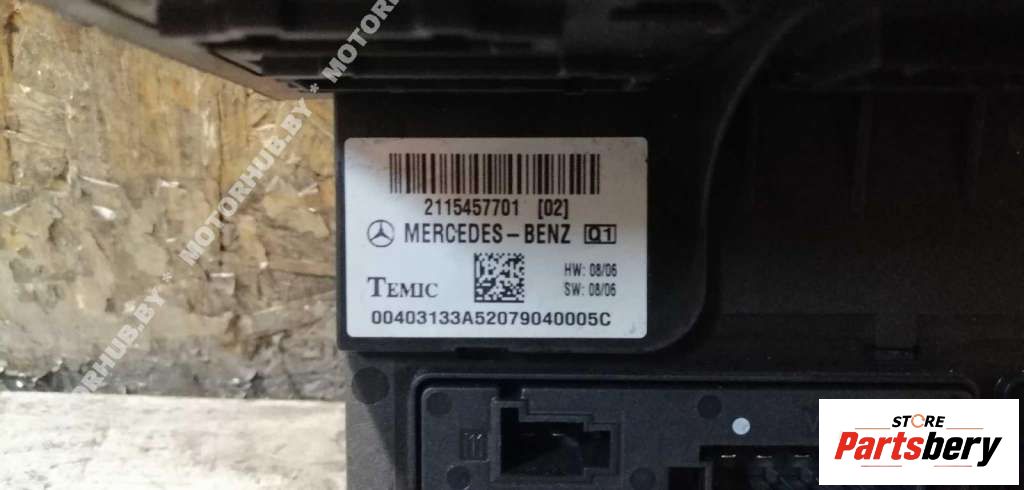 MOTORHUB.BY * MOTORHUB.BY * MOTOR
2115457701 [02]
MERCEDES-BENZ Q1
TEMIC
HW: 08/06
SW: 08/06
00403133A52079040005C
STORE
Partsbery